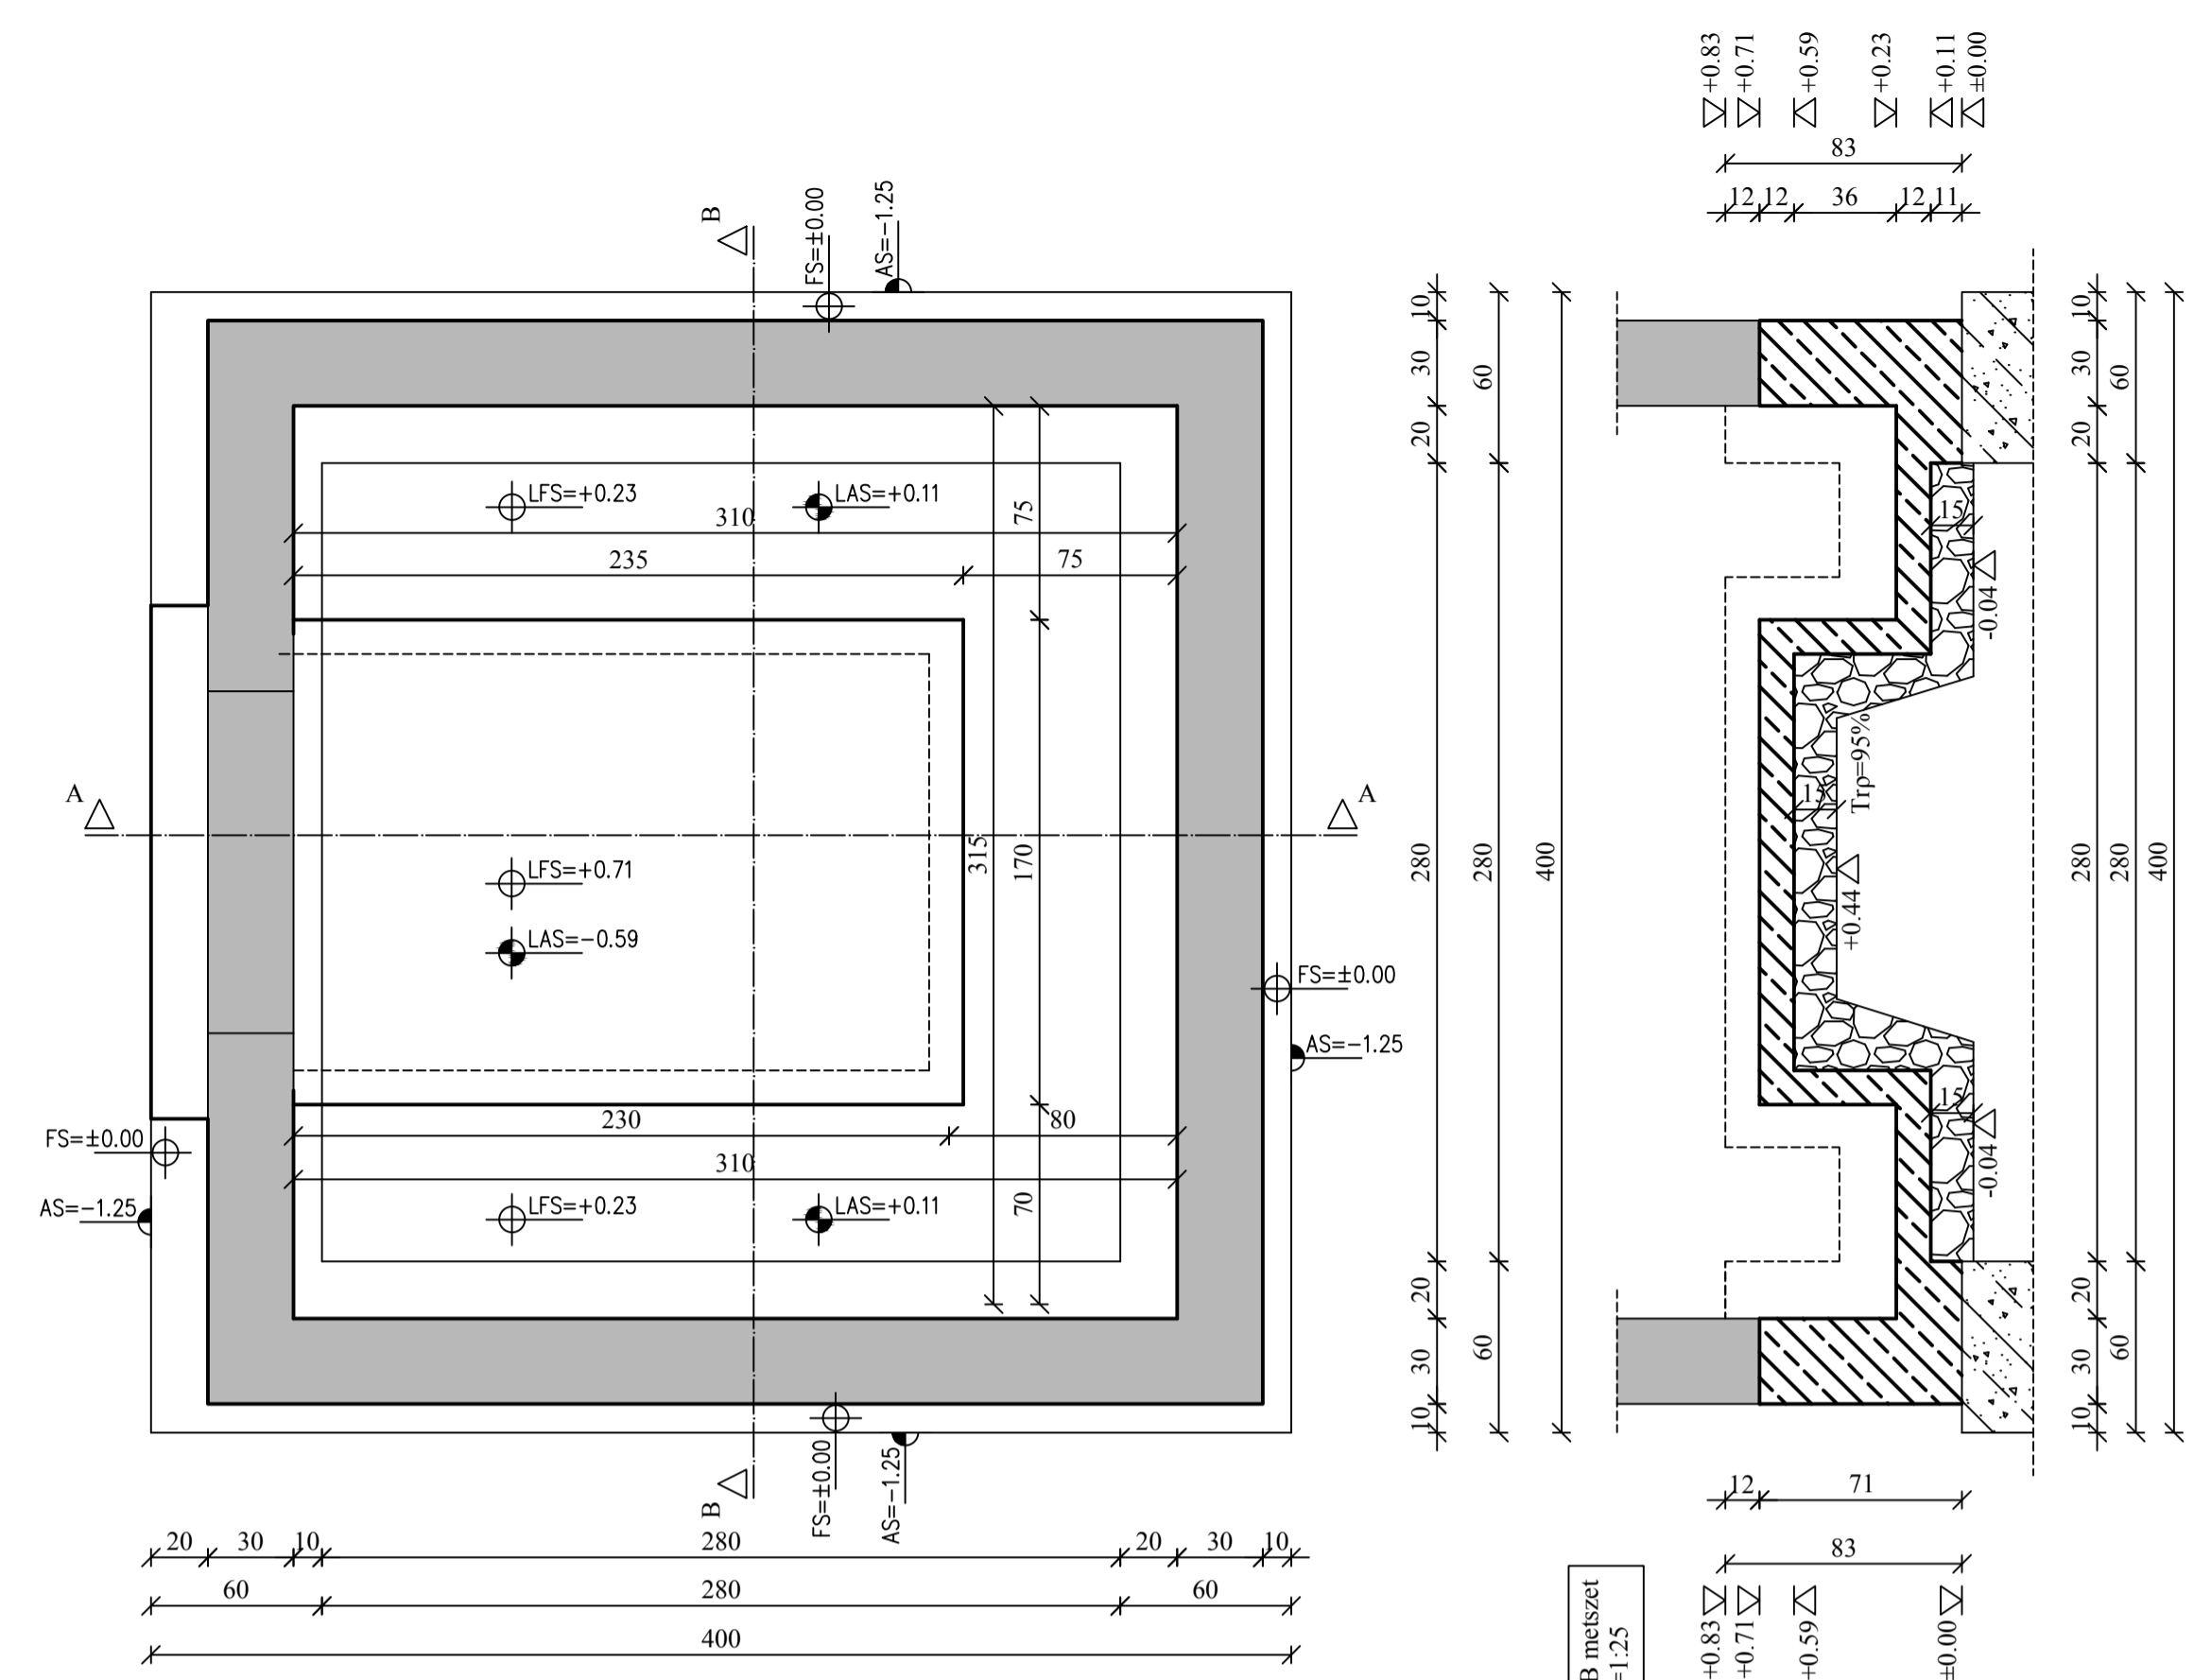 +0.83
+0.71
+0.59
+0.23
+0.11
±0.00
83
12 12 36 12 11
B
FS=±0.00
AS=-1.25
10
30
20
60
280
280
400
20
30
10
60
60
10
30
20
60
280
280
400
20
30
10
60
LFS=+0.23
LAS=+0.11
310
235
75
75
315
170
70
A
A
LFS=+0.71
LAS=-0.59
FS=±0.00
AS=-1.25
230
80
310
LFS=+0.23
LAS=+0.11
FS=±0.00
AS=-1.25
FS=±0.00
AS=-1.25
B
15
-0.04
Trρ=95%
15
+0.44
15
-0.04
20 30 10 280 20 30 10
60 280 60
400
12 71
83
B metszet
=1:25
+0.83
+0.71
+0.59
±0.00